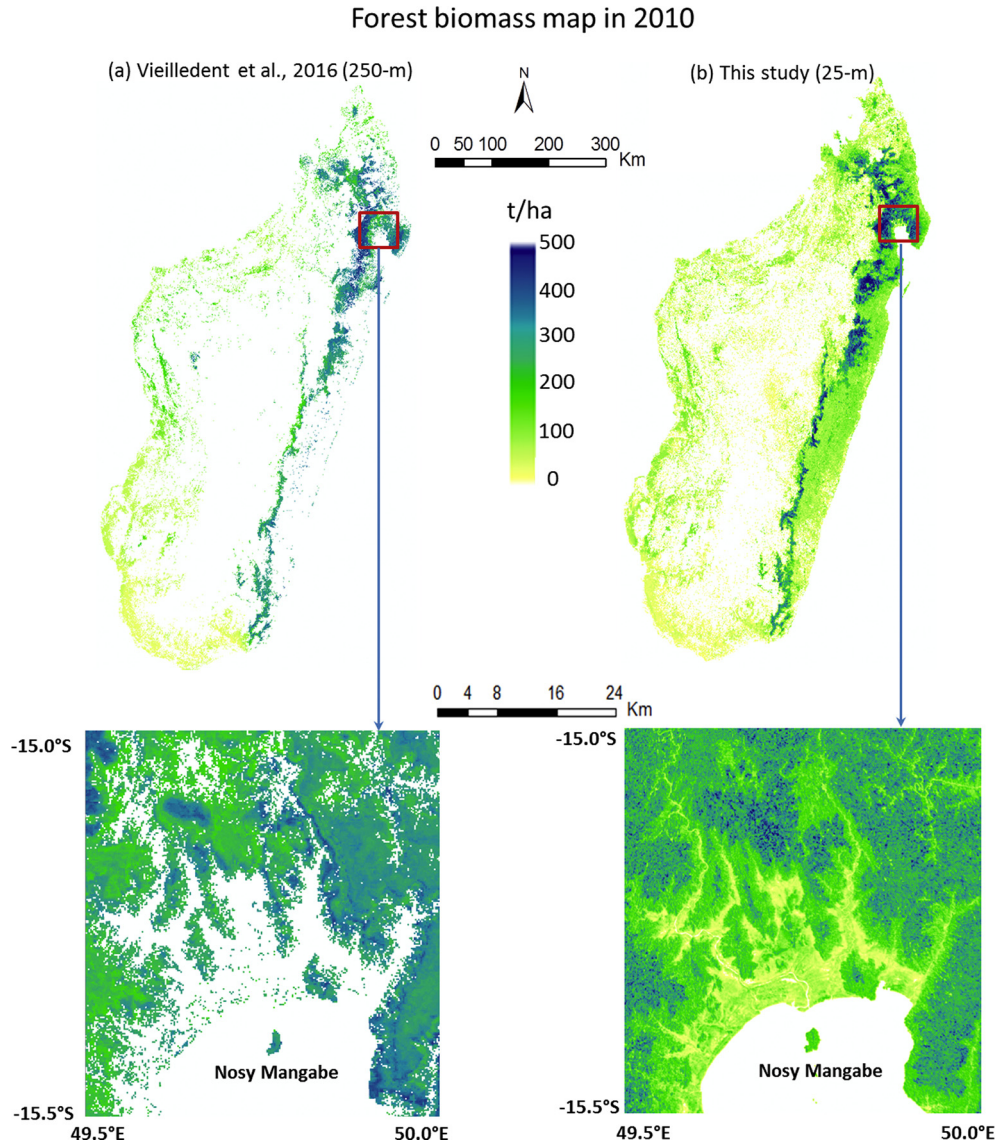 Forest biomass map in 2010
(a) Vieilledent et al., 2016 (250-m)
(b) This study (25-m)
N
0 50 100 200 300
Km
t/ha
500
400
300
200
100
0
0 4 8 16 24
Km
-15.0°S
-15.0°S
Nosy Mangabe
Nosy Mangabe
-15.5°S
-15.5°S
49.5°E
50.0°E
49.5°E
50.0°E